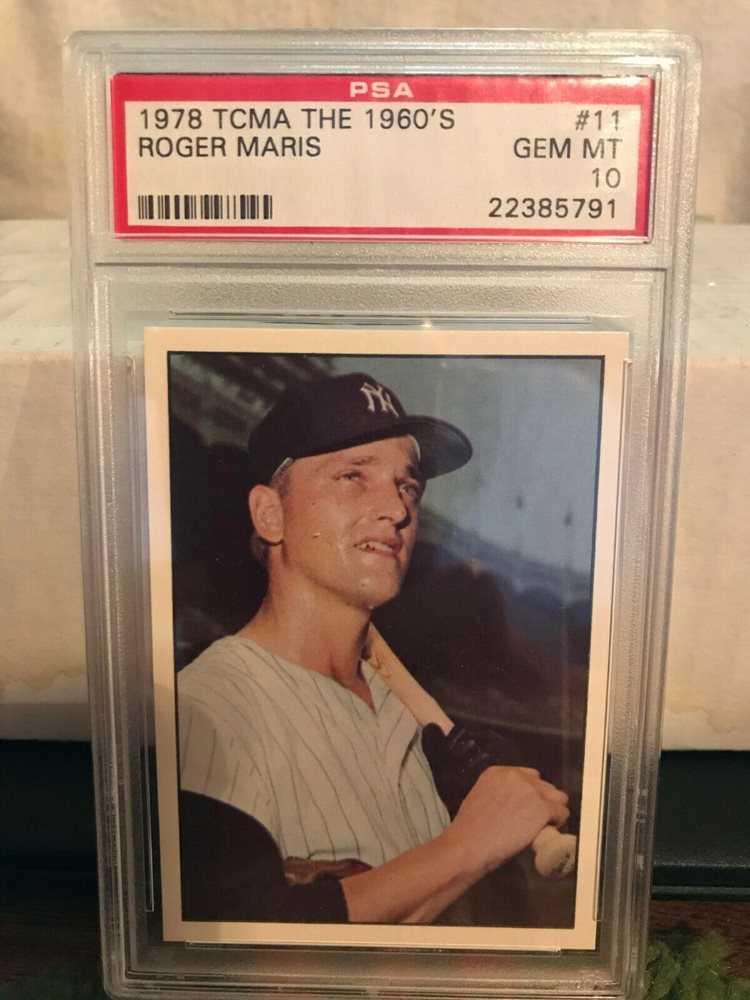 PSA
1978 TCMA THE 1960'S #11
ROGER MARIS GEM MT
10
22385791
NY